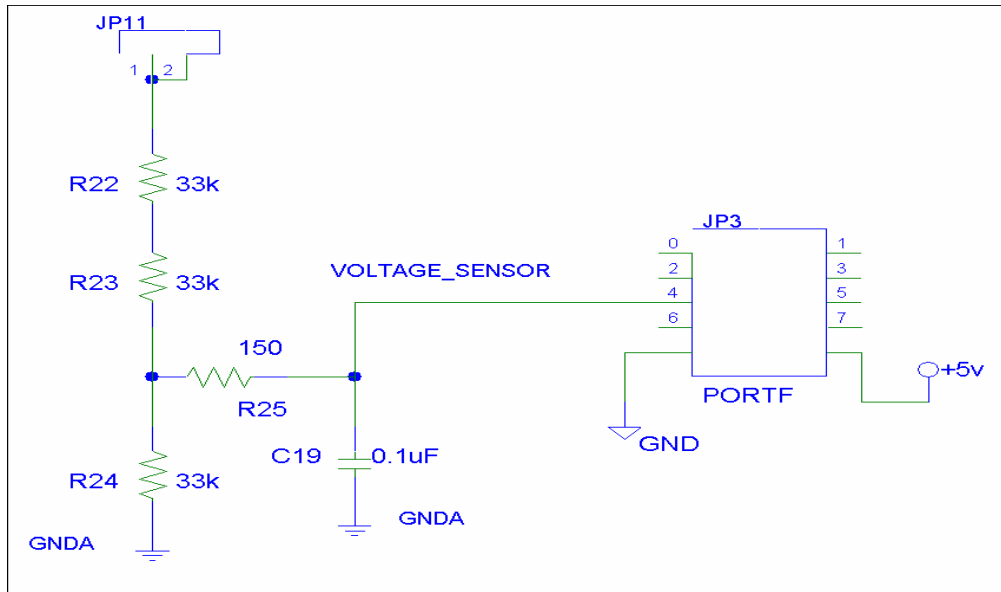 JP11
1 2
R22 33k
JP3
0 1
R23 33k
VOLTAGE_SENSOR
2 3
4 5
6 7
150
+5v
R25
PORTF
GND
C19 0.1uF
R24 33k
GNDA
GNDA